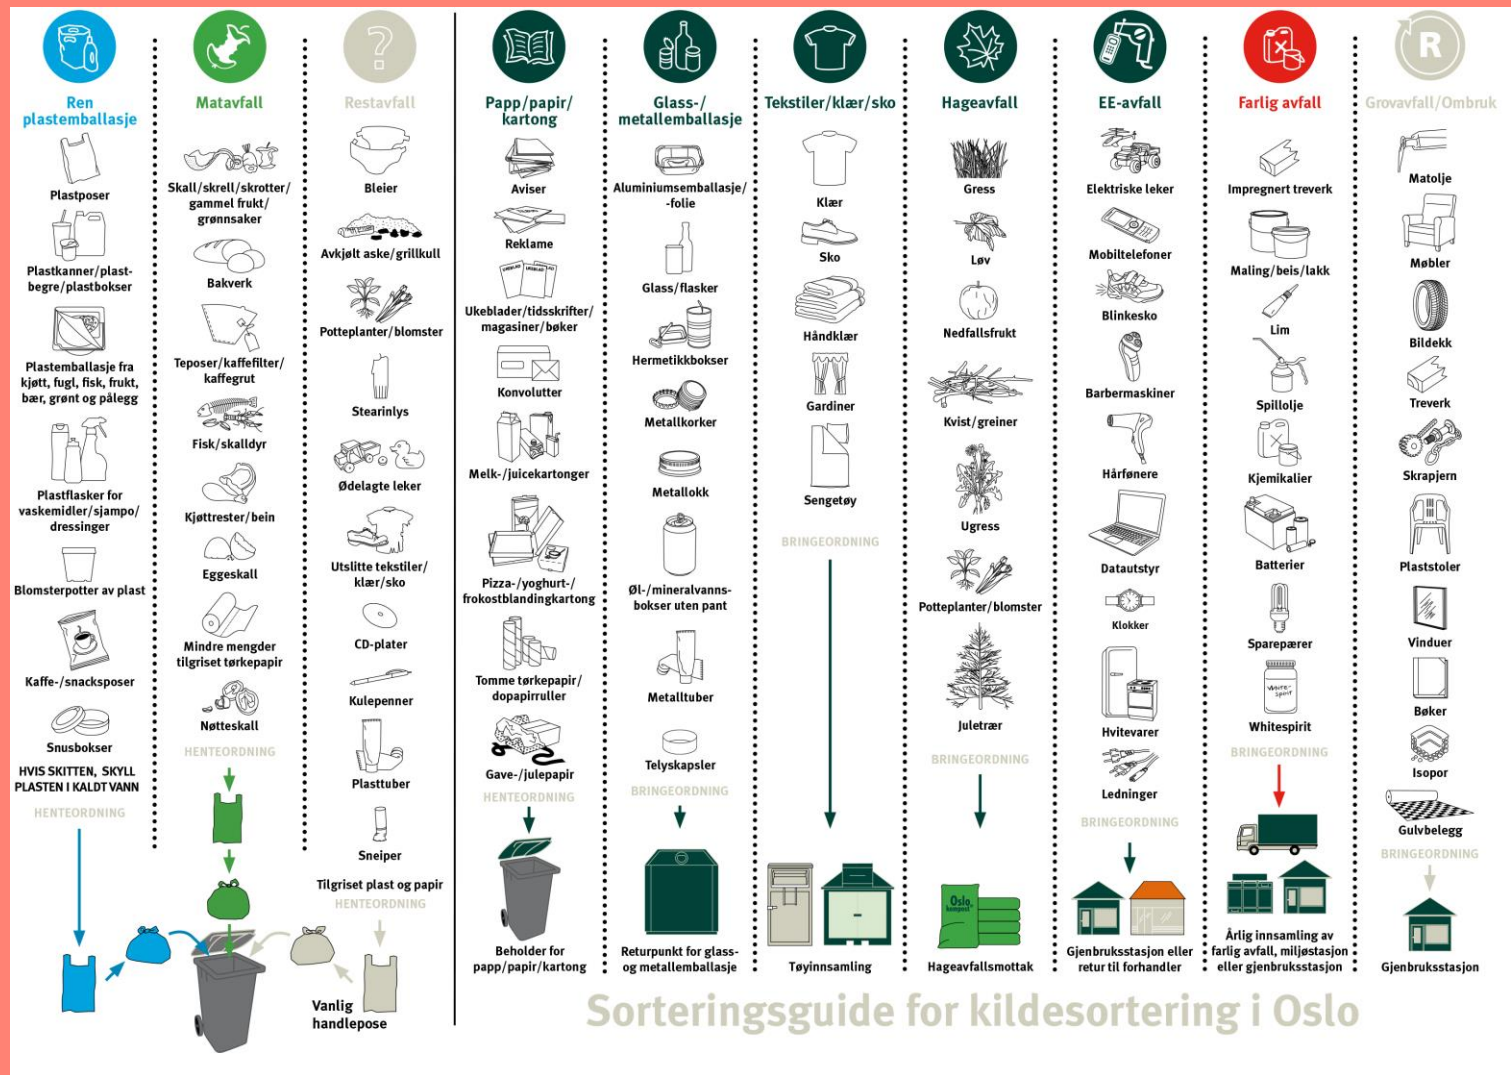 Ren
plastemballasje
Plastposer
Plastkanner/plast-
begre/plastbokser
Plastemballasje fra
kjøtt, fugl, fisk, frukt,
bær, grønt og pålegg
Plastflasker for
vaskemidler/sjampo/
dressinger
Blomsterpotter av plast
Kaffe-/snacksposer
Snusbokser
HVIS SKITTEN, SKYLL
PLASTEN I KALDT VANN
HENTEORDNING
Matavfall
Skall/skrell/skrotter/
gammel frukt/
grønnsaker
Bakverk
Teposer/kaffefilter/
kaffegrut
Fisk/skalldyr
Kjøttrester/bein
Eggeskall
Mindre mengder
tilgriset tørkepapir
Nøtteskall
HENTEORDNING
?
Restavfall
Bleier
Avkjølt aske/grillkull
Potteplanter/blomster
Stearinlys
Ødelagte leker
Utslitte tekstiler/
klær/sko
CD-plater
Kulepenner
Plasttuber
Sneiper
Tilgriset plast og papir
HENTEORDNING
Vanlig
handlepose
Papp/papir/
kartong
Aviser
Reklame
Ukeblader/tidsskrifter/
magasiner/bøker
Konvolutter
Melk-/juicekartonger
Pizza-/yoghurt-/
frokostblandingkartong
Tomme tørkepapir/
dopapirruller
Gave-/julepapir
HENTEORDNING
Beholder for
papp/papir/kartong
Glass-/
metallemballasje
Aluminiumsemballasje/
-folie
Glass/flasker
Hermetikkbokser
Metallkorker
Metallokk
Øl-/mineralvanns-
bokser uten pant
Metalltuber
Telyskapsler
BRINGEORDNING
Returpunkt for glass-
og metallemballasje
Tekstiler/klær/sko
Klær
Sko
Håndklær
Gardiner
Sengetøy
BRINGEORDNING
Tøyinnsamling
Hageavfall
Gress
Løv
Nedfallsfrukt
Kvist/greiner
Ugress
Potteplanter/blomster
Juletrær
BRINGEORDNING
Oslo
kompost
Hageavfallsmottak
EE-avfall
Elektriske leker
Mobiltelefoner
Blinkesko
Barbermaskiner
Hårfønere
Datautstyr
Klokker
Hvitevarer
Ledninger
BRINGEORDNING
Gjenbruksstasjon eller
retur til forhandler
Farlig avfall
Impregnert treverk
Maling/beis/lakk
Lim
Spillolje
Kjemikalier
Batterier
Sparepærer
White-
spirit
Whitespirit
BRINGEORDNING
Årlig innsamling av
farlig avfall, miljøstasjon
eller gjenbruksstasjon
R
Grovavfall/Ombruk
Matolje
Møbler
Bildekk
Treverk
Skrapjern
Plaststoler
Vinduer
Bøker
Isopor
Gulvbelegg
BRINGEORDNING
Gjenbruksstasjon
Sorteringsguide for kildesortering i Oslo